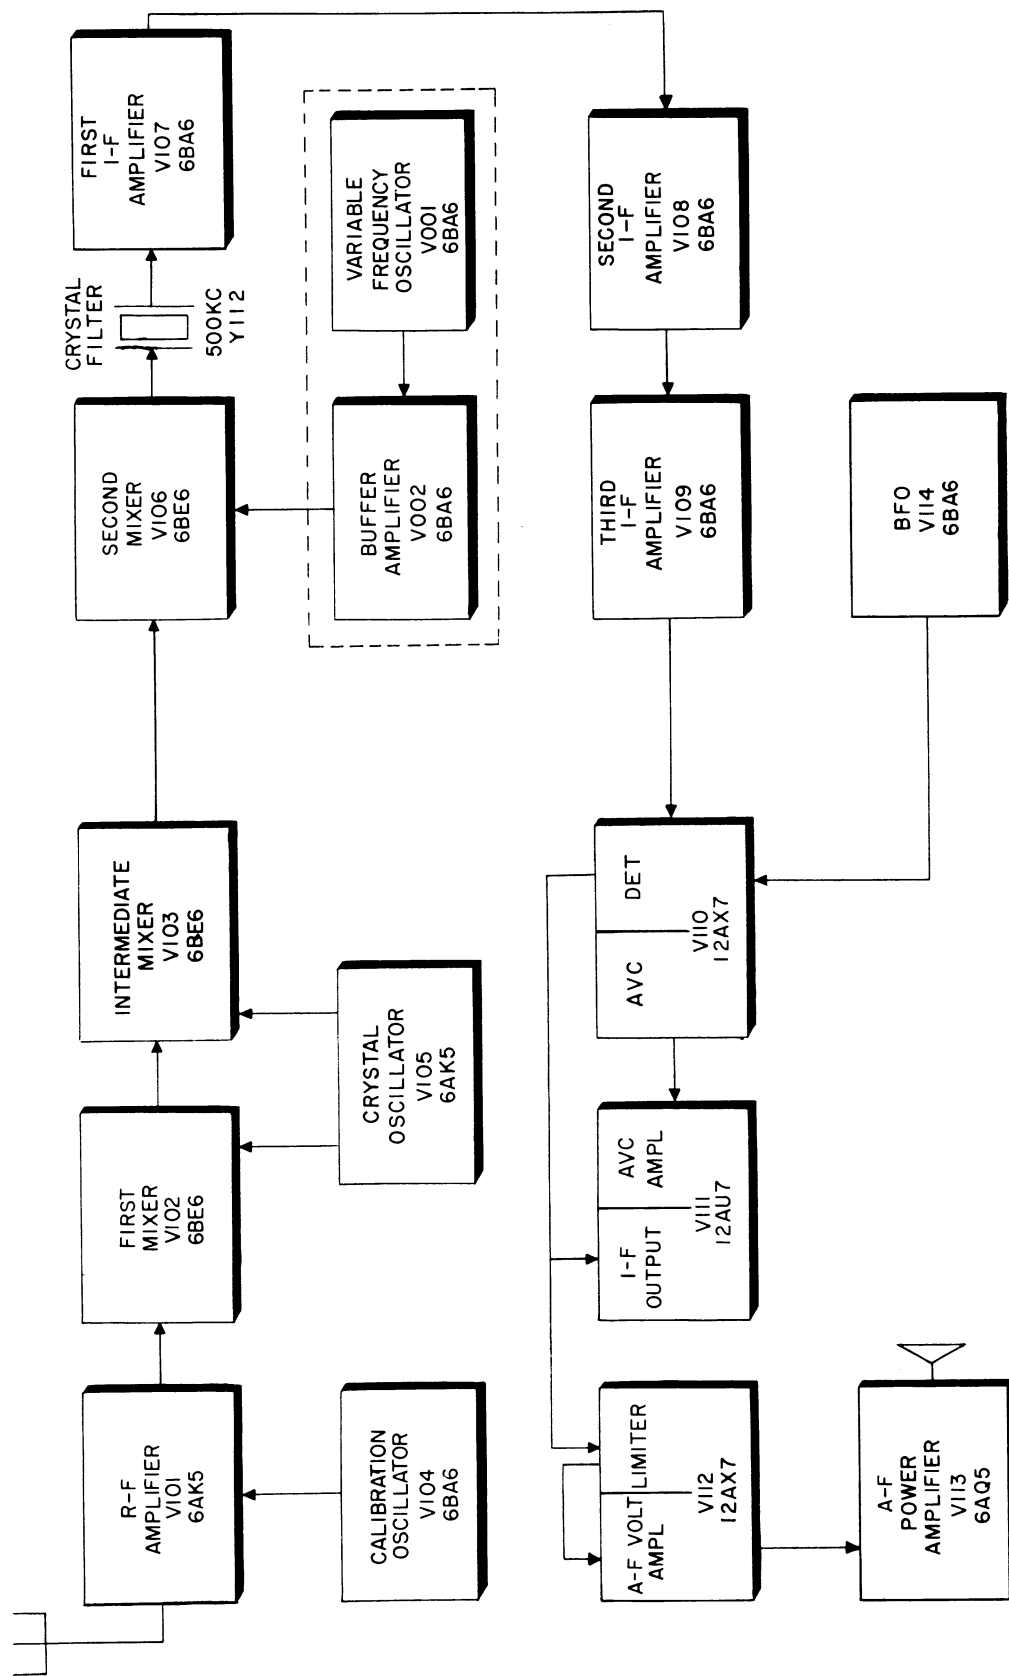 R-F
AMPLIFIER
V101
6AK5
FIRST
MIXER
V102
6BE6
INTERMEDIATE
MIXER
V103
6BE6
SECOND
MIXER
V106
6BE6
CRYSTAL
FILTER
500KC
Y112
FIRST
I-F
AMPLIFIER
V107
6BA6
CALIBRATION
OSCILLATOR
V104
6BA6
CRYSTAL
OSCILLATOR
V105
6AK5
BUFFER
AMPLIFIER
V002
6BA6
VARIABLE
FREQUENCY
OSCILLATOR
V001
6BA6
A-F VOLT
AMPL
LIMITER
V112
12AX7
I-F
OUTPUT
AVC
AMPL
V111
12AU7
AVC
DET
V110
12AX7
THIRD
I-F
AMPLIFIER
V109
6BA6
SECOND
I-F
AMPLIFIER
V108
6BA6
A-F
POWER
AMPLIFIER
V113
6AQ5
BFO
V114
6BA6